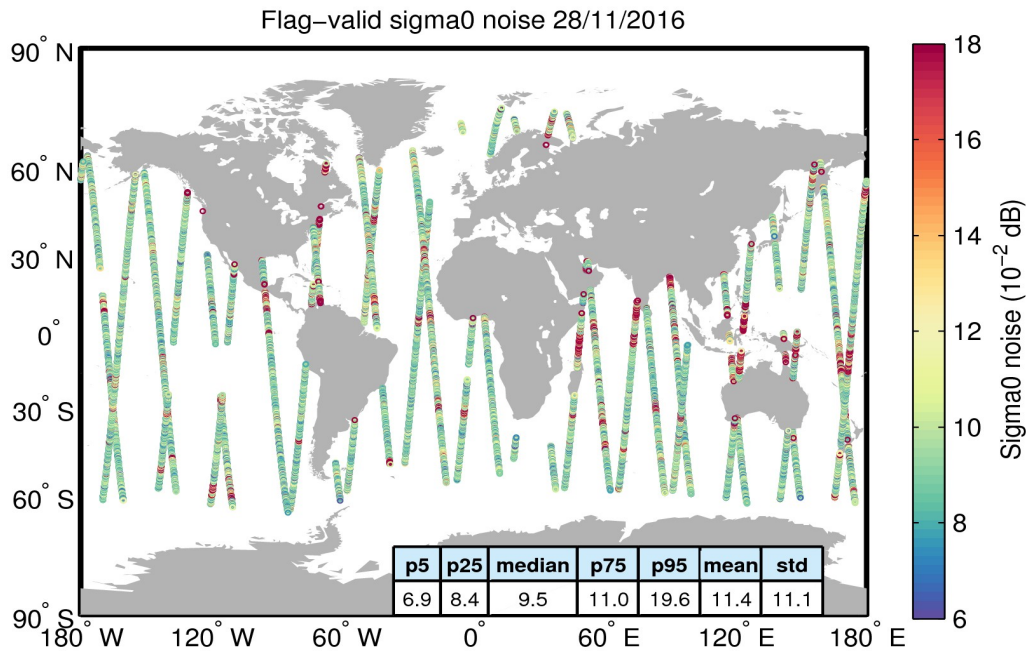 Flag−valid sigma0 noise 28/11/2016
90° N
60° N
30° N
0°
30° S
60° S
90° S
180° W 120° W 60° W 0° 60° E 120° E 180° E
p5 p25 median p75 p95 mean std
6.9 8.4 9.5 11.0 19.6 11.4 11.1
18
16
14
12
10
8
6
Sigma0 noise (10⁻² dB)